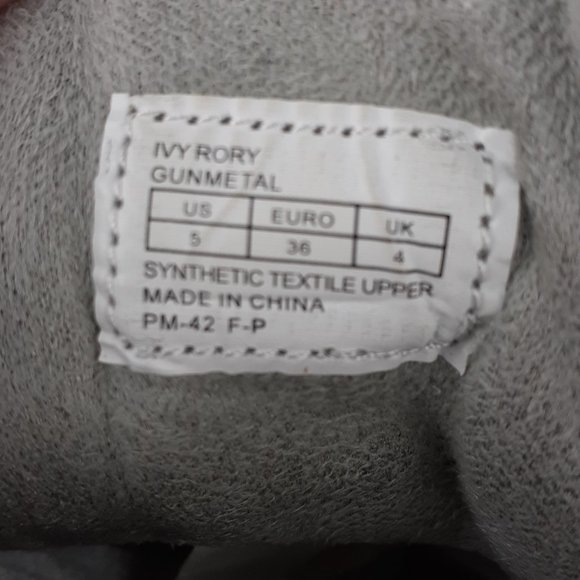 IVY RORY
GUNMETAL
US EURO UK
5 36 4
SYNTHETIC TEXTILE UPPER
MADE IN CHINA
PM-42 F-P